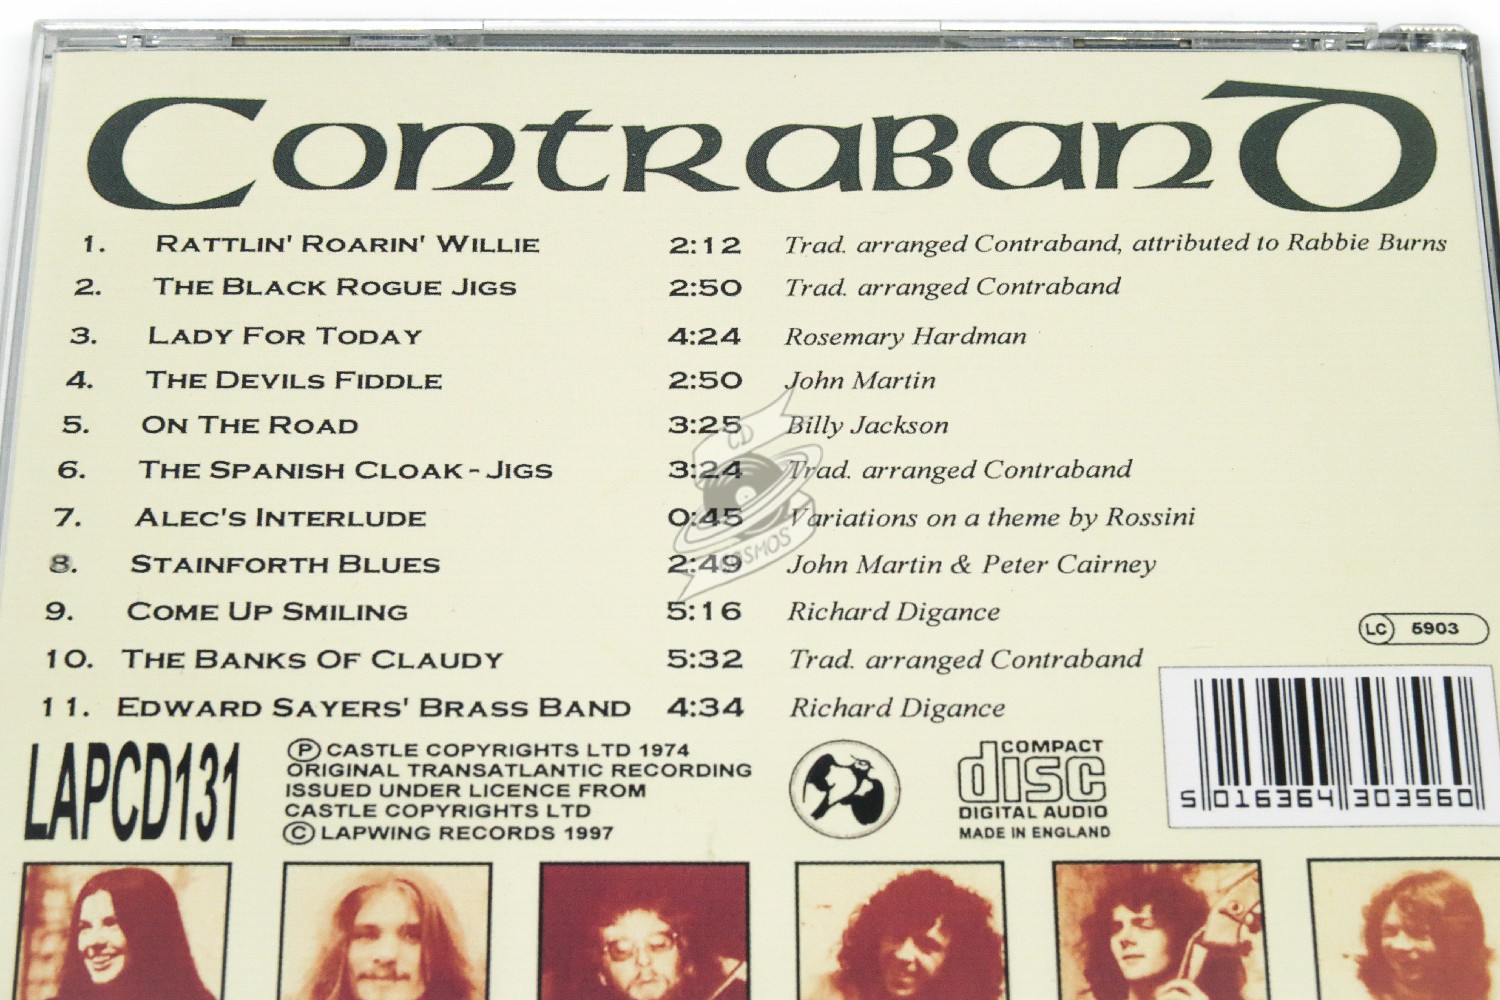 Contraband
1. Rattlin' Roarin' Willie 2:12 Trad. arranged Contraband, attributed to Rabbie Burns
2. The Black Rogue Jigs 2:50 Trad. arranged Contraband
3. Lady For Today 4:24 Rosemary Hardman
4. The Devils Fiddle 2:50 John Martin
5. On The Road 3:25 Billy Jackson
6. The Spanish Cloak - Jigs 3:24 Trad. arranged Contraband
7. Alec's Interlude 0:45 Variations on a theme by Rossini
8. Stainforth Blues 2:49 John Martin & Peter Cairney
9. Come Up Smiling 5:16 Richard Digance
10. The Banks Of Claudy 5:32 Trad. arranged Contraband
11. Edward Sayers' Brass Band 4:34 Richard Digance
CD
COSMOS
LC 5903
LAPCD131
Ⓟ CASTLE COPYRIGHTS LTD 1974
ORIGINAL TRANSATLANTIC RECORDING
ISSUED UNDER LICENCE FROM
CASTLE COPYRIGHTS LTD
© LAPWING RECORDS 1997
COMPACT
disc
DIGITAL AUDIO
MADE IN ENGLAND
5 016364 303560